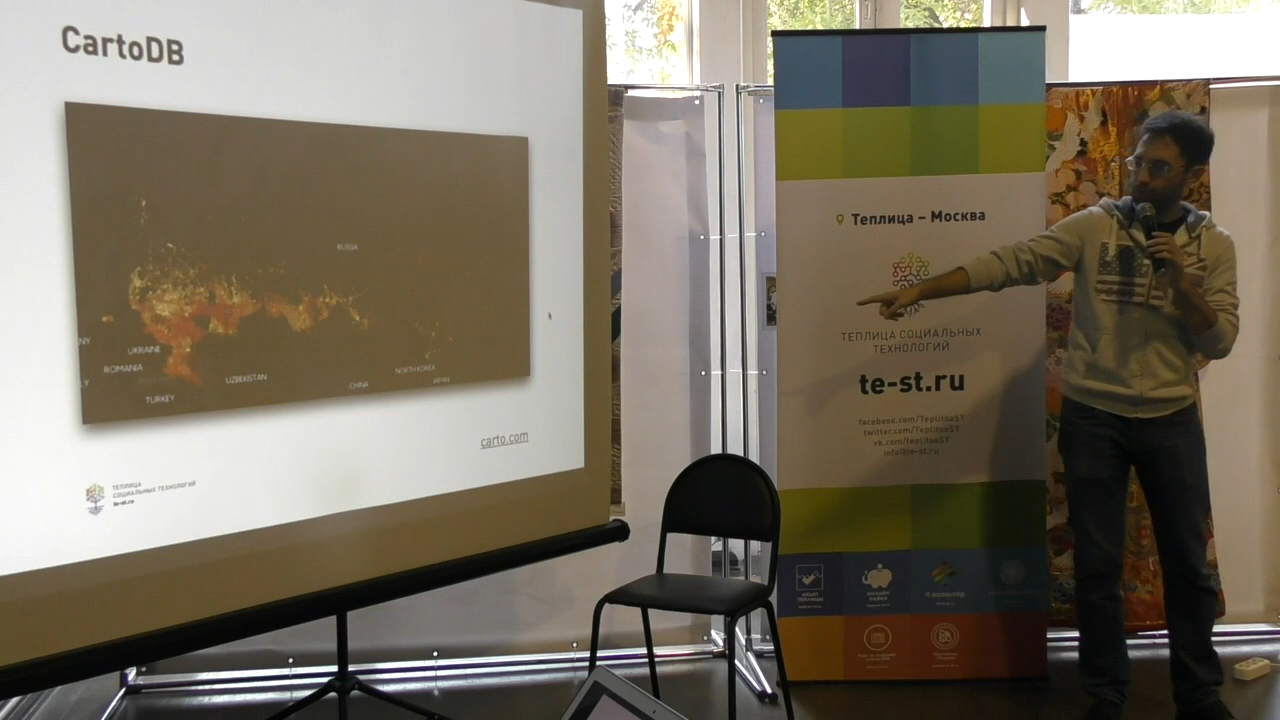 CartoDB
RUSSIA
UKRAINE
ROMANIA
UZBEKISTAN
NORTH KOREA
CHINA
JAPAN
TURKEY
carto.com
ТЕПЛИЦА
СОЦИАЛЬНЫХ ТЕХНОЛОГИЙ
te-st.ru
Теплица – Москва
ТЕПЛИЦА СОЦИАЛЬНЫХ
ТЕХНОЛОГИЙ
te-st.ru
facebook.com/TeplitsaST
twitter.com/TeplitsaST
vk.com/teplitsaST
info@te-st.ru